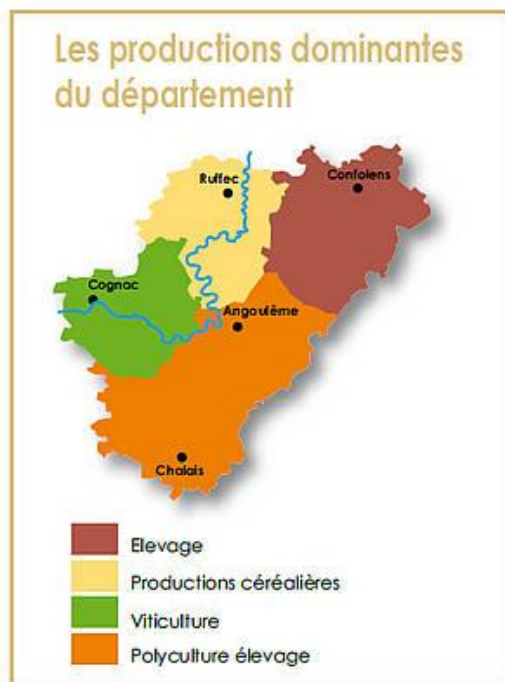 Les productions dominantes
du département
Ruffec
Confolens
Cognac
Angoulême
Chalais
Elevage
Productions céréalières
Viticulture
Polyculture élevage